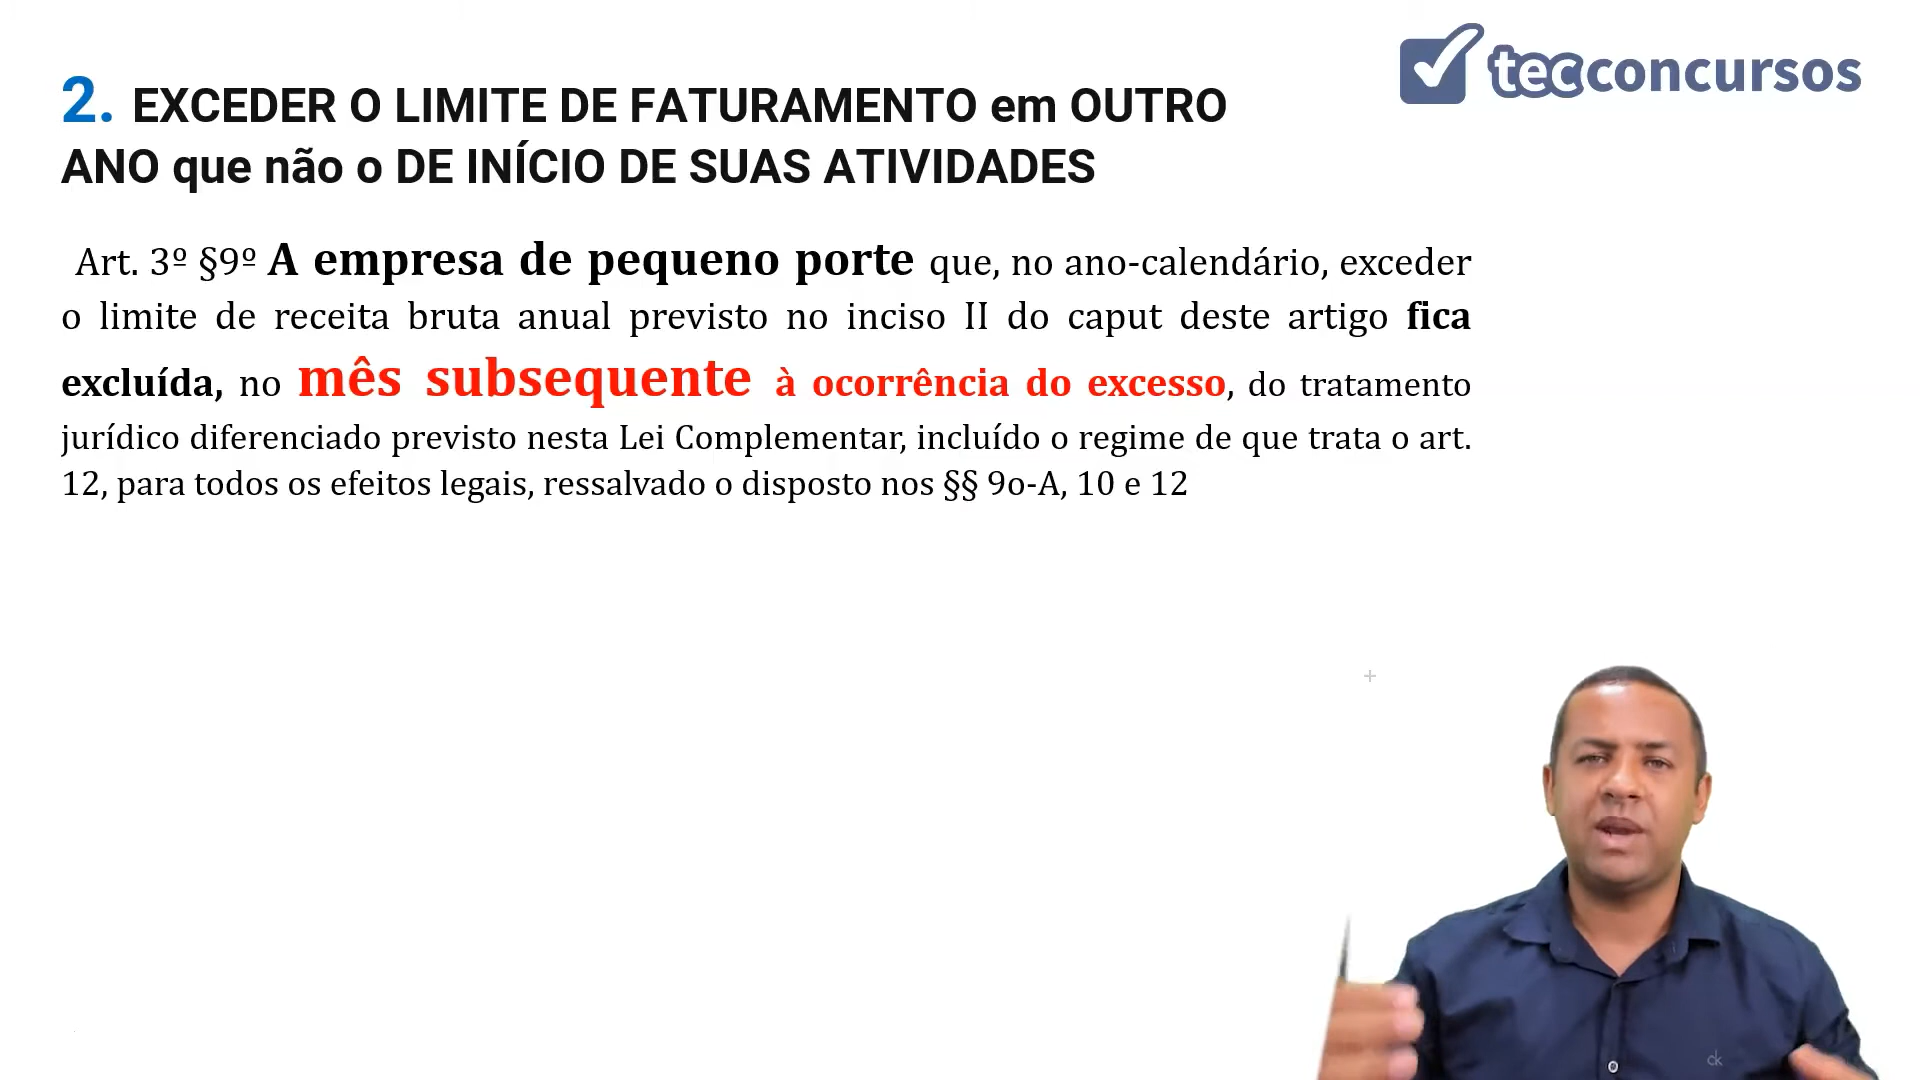 tecconcursos
2. EXCEDER O LIMITE DE FATURAMENTO em OUTRO
ANO que não o DE INÍCIO DE SUAS ATIVIDADES
Art. 3º §9º A empresa de pequeno porte que, no ano-calendário, exceder
o limite de receita bruta anual previsto no inciso II do caput deste artigo fica
excluída, no mês subsequente à ocorrência do excesso, do tratamento
jurídico diferenciado previsto nesta Lei Complementar, incluído o regime de que trata o art.
12, para todos os efeitos legais, ressalvado o disposto nos §§ 9o-A, 10 e 12
ck